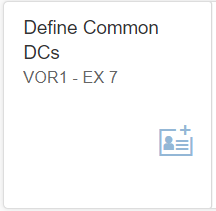 Define Common
DCs
VOR1 - EX 7